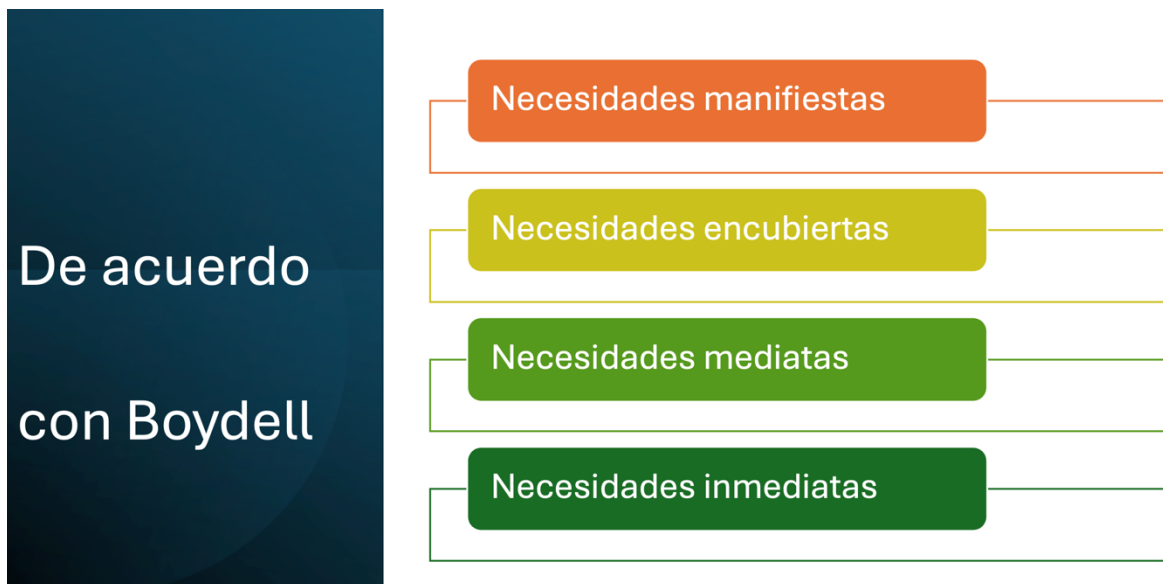 De acuerdo
con Boydell
Necesidades manifiestas
Necesidades encubiertas
Necesidades mediatas
Necesidades inmediatas